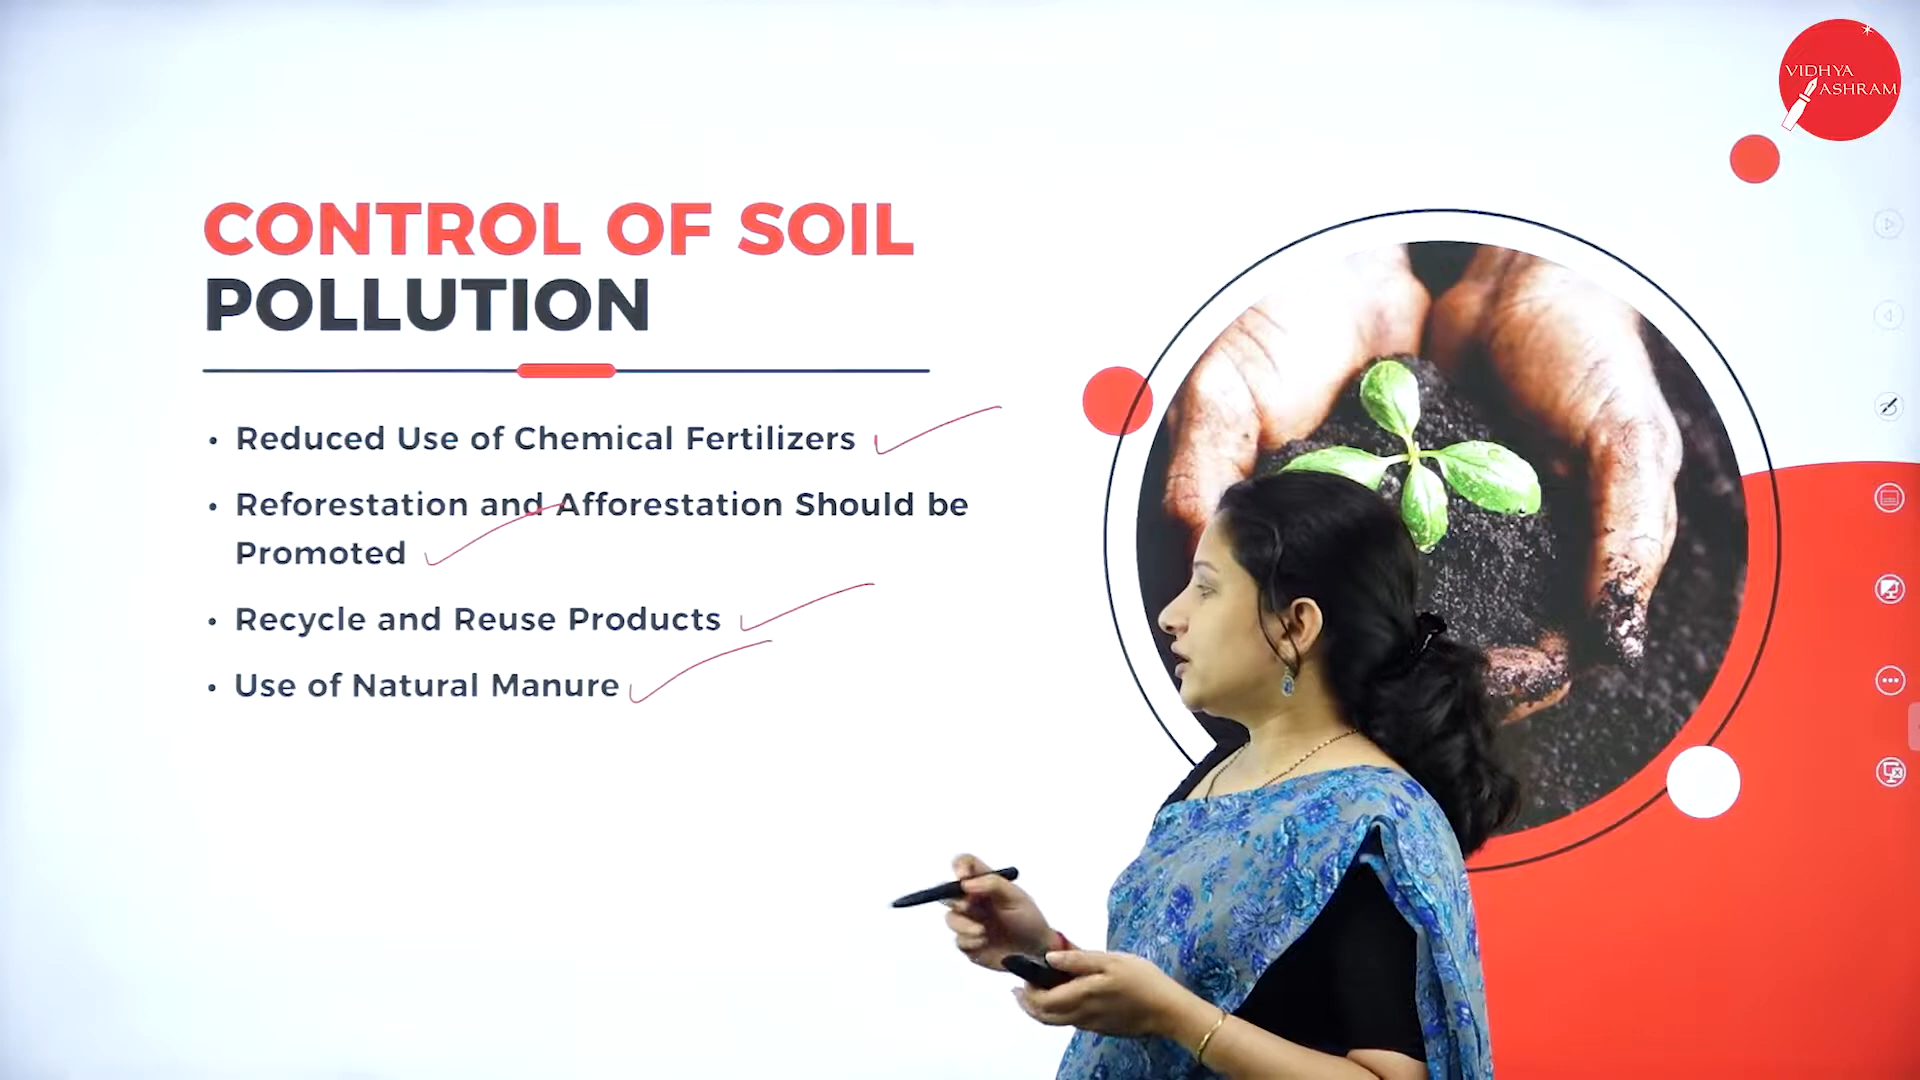 VIDHYA
ASHRAM
CONTROL OF SOIL
POLLUTION
• Reduced Use of Chemical Fertilizers
• Reforestation and Afforestation Should be
Promoted
• Recycle and Reuse Products
• Use of Natural Manure